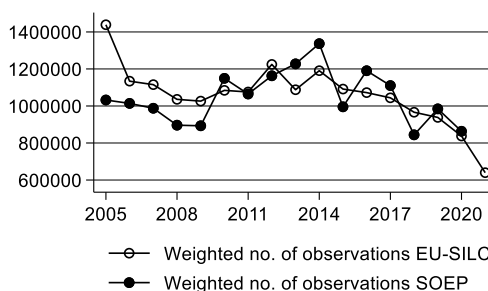 1400000
1200000
1000000
800000
600000
2005 2008 2011 2014 2017 2020
Weighted no. of observations EU-SILC
Weighted no. of observations SOEP